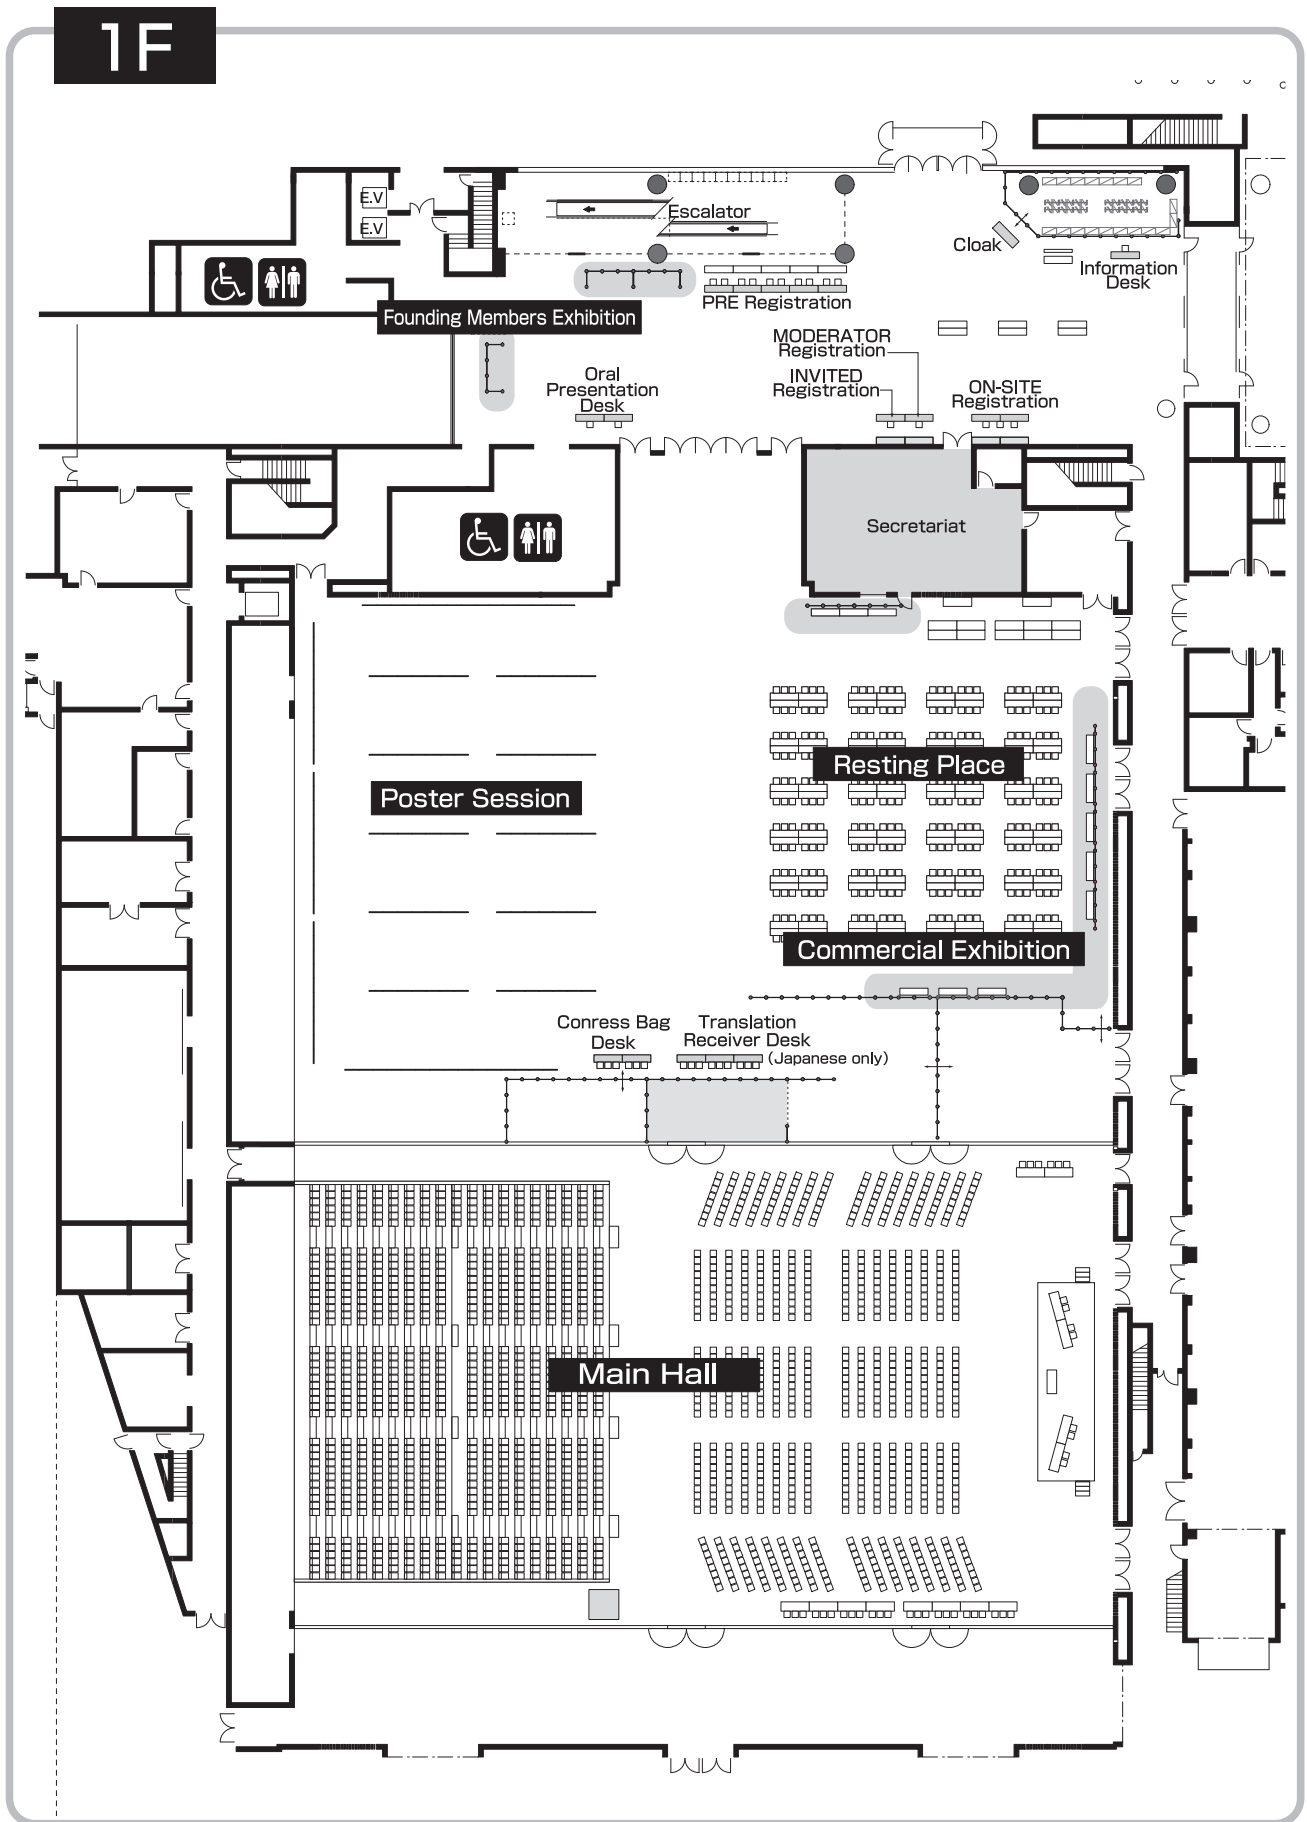 1F
E.V
E.V
Escalator
Cloak
Information
Desk
PRE Registration
Founding Members Exhibition
MODERATOR
Registration
INVITED
Registration
ON-SITE
Registration
Oral
Presentation
Desk
Secretariat
Resting Place
Poster Session
Commercial Exhibition
Conress Bag
Desk
Translation
Receiver Desk
(Japanese only)
Main Hall